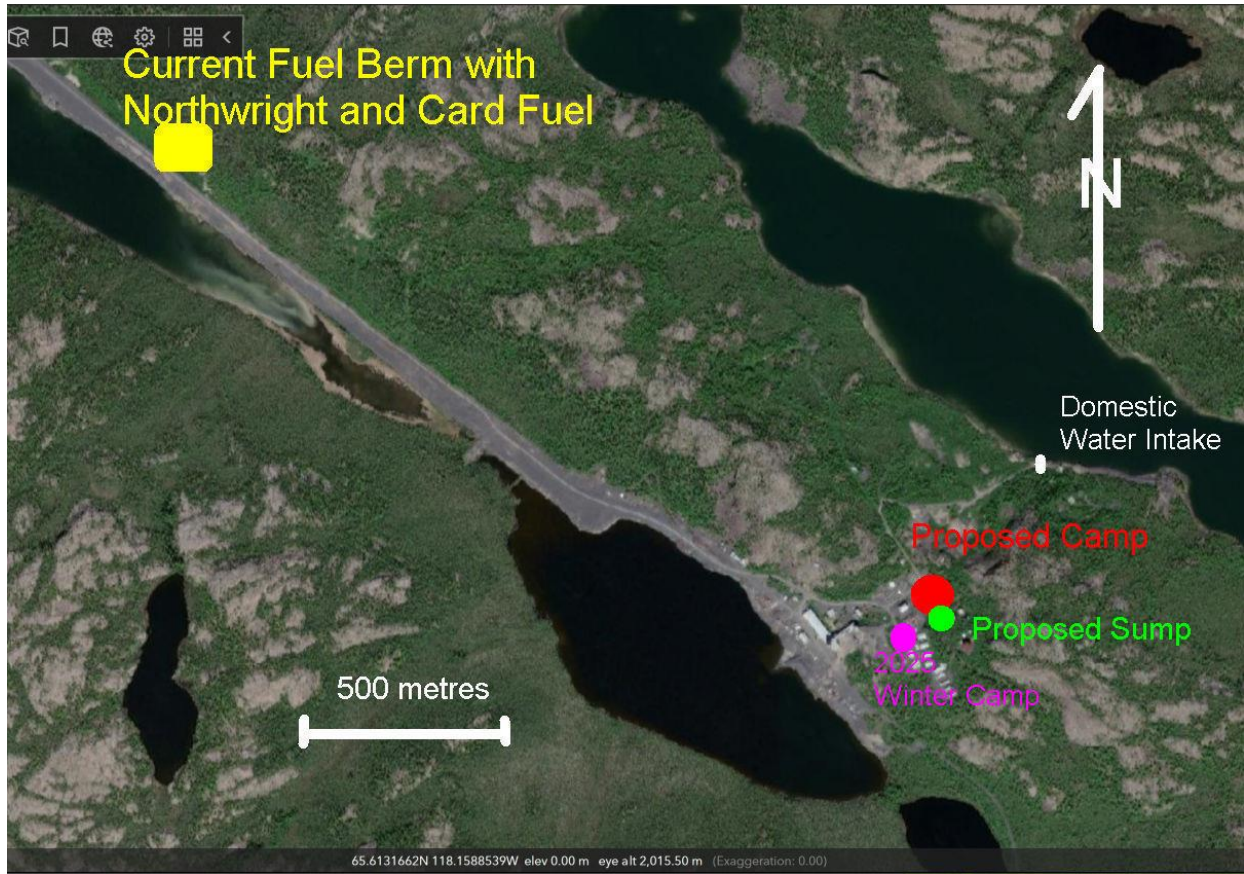 Current Fuel Berm with
Northwright and Card Fuel
N
Domestic
Water Intake
Proposed Camp
Proposed Sump
2025
Winter Camp
500 metres
65.6131662N 118.1588539W elev 0.00 m eye alt 2,015.50 m (Exaggeration: 0.00)